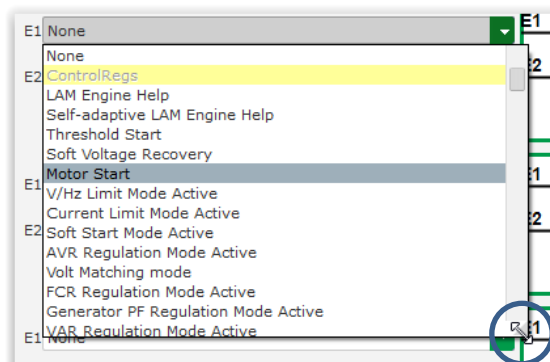 E1 None E1
None
E2 ControlRegs E2
LAM Engine Help
Self-adaptive LAM Engine Help
Threshold Start
Soft Voltage Recovery
Motor Start
E1 V/Hz Limit Mode Active E1
Current Limit Mode Active
E2 Soft Start Mode Active E2
AVR Regulation Mode Active
Volt Matching mode
FCR Regulation Mode Active
Generator PF Regulation Mode Active
VAR Regulation Mode Active
E1 None E1